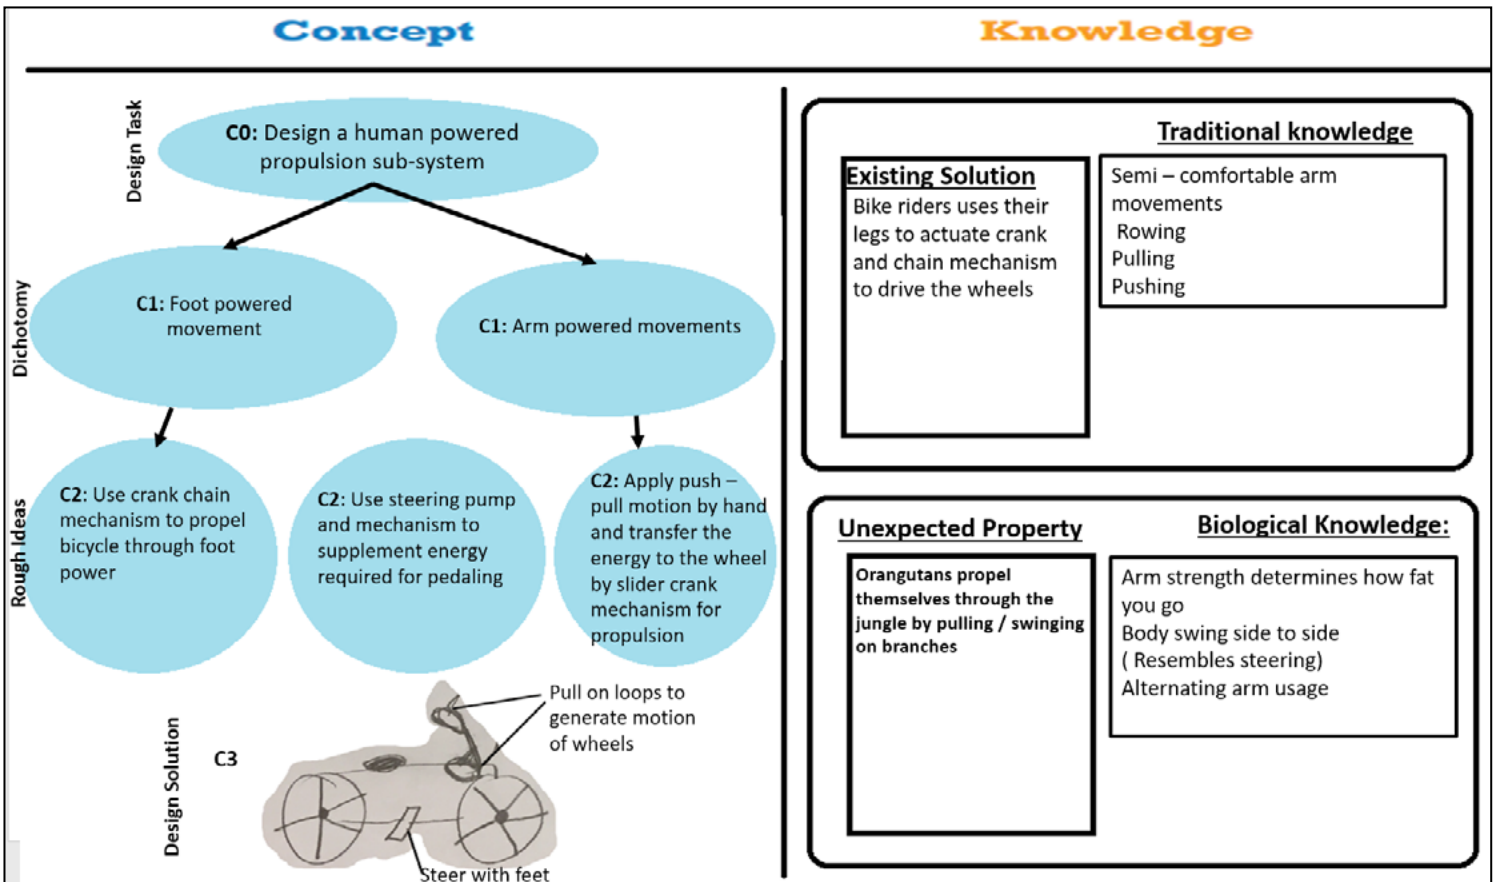 Concept
Knowledge
Design Task
C0: Design a human powered
propulsion sub-system
Dichotomy
C1: Foot powered
movement
C1: Arm powered movements
Rough Ideas
C2: Use crank chain
mechanism to propel
bicycle through foot
power
C2: Use steering pump
and mechanism to
supplement energy
required for pedaling
C2: Apply push –
pull motion by hand
and transfer the
energy to the wheel
by slider crank
mechanism for
propulsion
Design Solution
C3
Pull on loops to
generate motion
of wheels
Steer with feet
Traditional knowledge
Existing Solution
Bike riders uses their
legs to actuate crank
and chain mechanism
to drive the wheels
Semi – comfortable arm
movements
Rowing
Pulling
Pushing
Unexpected Property
Biological Knowledge:
Orangutans propel
themselves through the
jungle by pulling / swinging
on branches
Arm strength determines how fat
you go
Body swing side to side
( Resembles steering)
Alternating arm usage